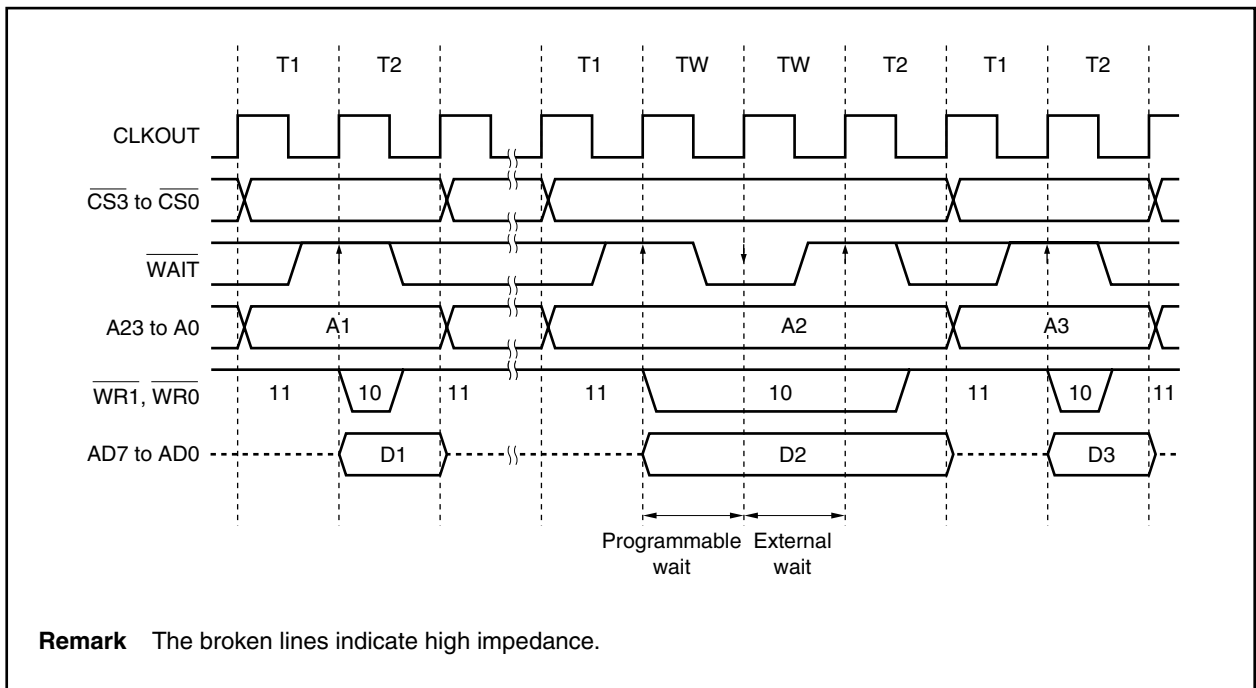 T1 T2 T1 TW TW T2 T1 T2
CLKOUT
CS3 to CS0
WAIT
A23 to A0 A1 A2 A3
WR1, WR0 11 10 11 11 10 11 10 11
AD7 to AD0 D1 D2 D3
Programmable wait
External wait
Remark The broken lines indicate high impedance.